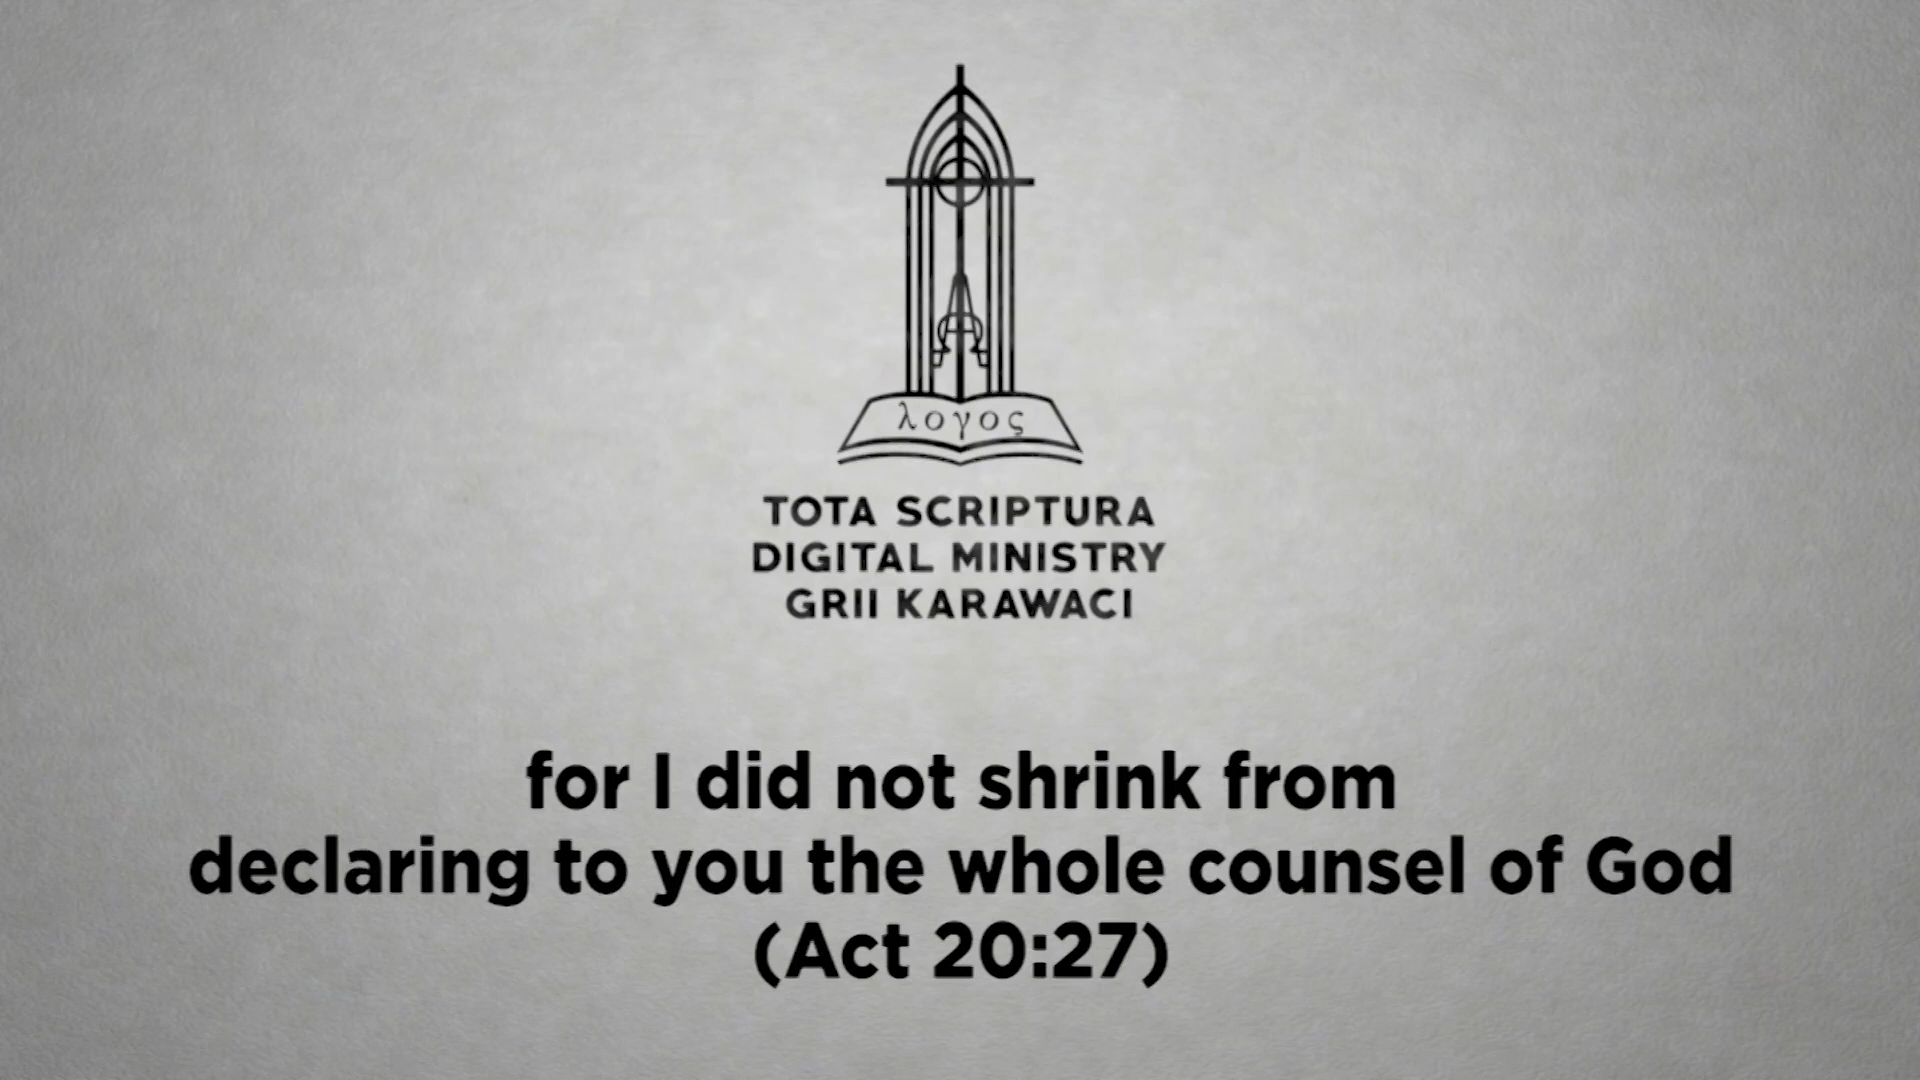 λογος
TOTA SCRIPTURA
DIGITAL MINISTRY
GRII KARAWACI
for I did not shrink from
declaring to you the whole counsel of God
(Act 20:27)